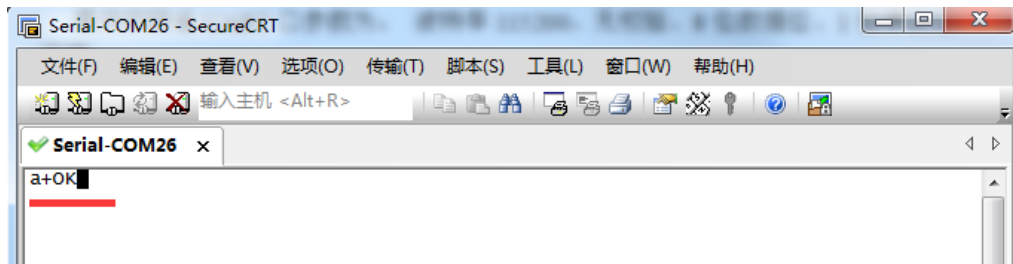 Serial-COM26 - SecureCRT
文件(F) 编辑(E) 查看(V) 选项(O) 传输(T) 脚本(S) 工具(L) 窗口(W) 帮助(H)
输入主机 <Alt+R>
Serial-COM26 x
a+OK